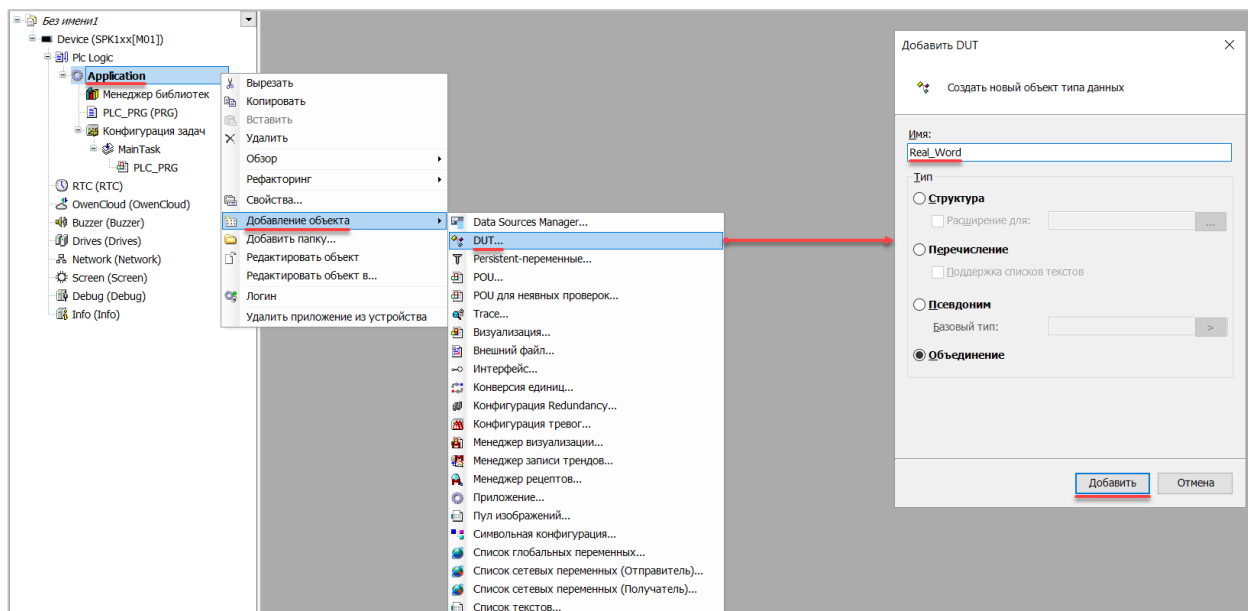 Без имени1
Device (SPK1xx[M01])
Plc Logic
Application
Менеджер библиотек
PLC_PRG (PRG)
Конфигурация задач
MainTask
PLC_PRG
RTC (RTC)
OwenCloud (OwenCloud)
Buzzer (Buzzer)
Drives (Drives)
Network (Network)
Screen (Screen)
Debug (Debug)
Info (Info)
Вырезать
Копировать
Вставить
Удалить
Обзор
Рефакторинг
Свойства...
Добавление объекта
Добавить папку...
Редактировать объект
Редактировать объект в...
Логин
Удалить приложение из устройства
Data Sources Manager...
DUT...
Persistent-переменные...
POU...
POU для неявных проверок...
Trace...
Визуализация...
Внешний файл...
Интерфейс...
Конверсия единиц...
Конфигурация Redundancy...
Конфигурация тревог...
Менеджер визуализации...
Менеджер записи трендов...
Менеджер рецептов...
Приложение...
Пул изображений...
Символьная конфигурация...
Список глобальных переменных...
Список сетевых переменных (Отправитель)...
Список сетевых переменных (Получатель)...
Список текстов...
Добавить DUT
Создать новый объект типа данных
Имя:
Real_Word
Тип
Структура
Расширение для:
...
Перечисление
Поддержка списков текстов
Псевдоним
Базовый тип:
>
Объединение
Добавить
Отмена